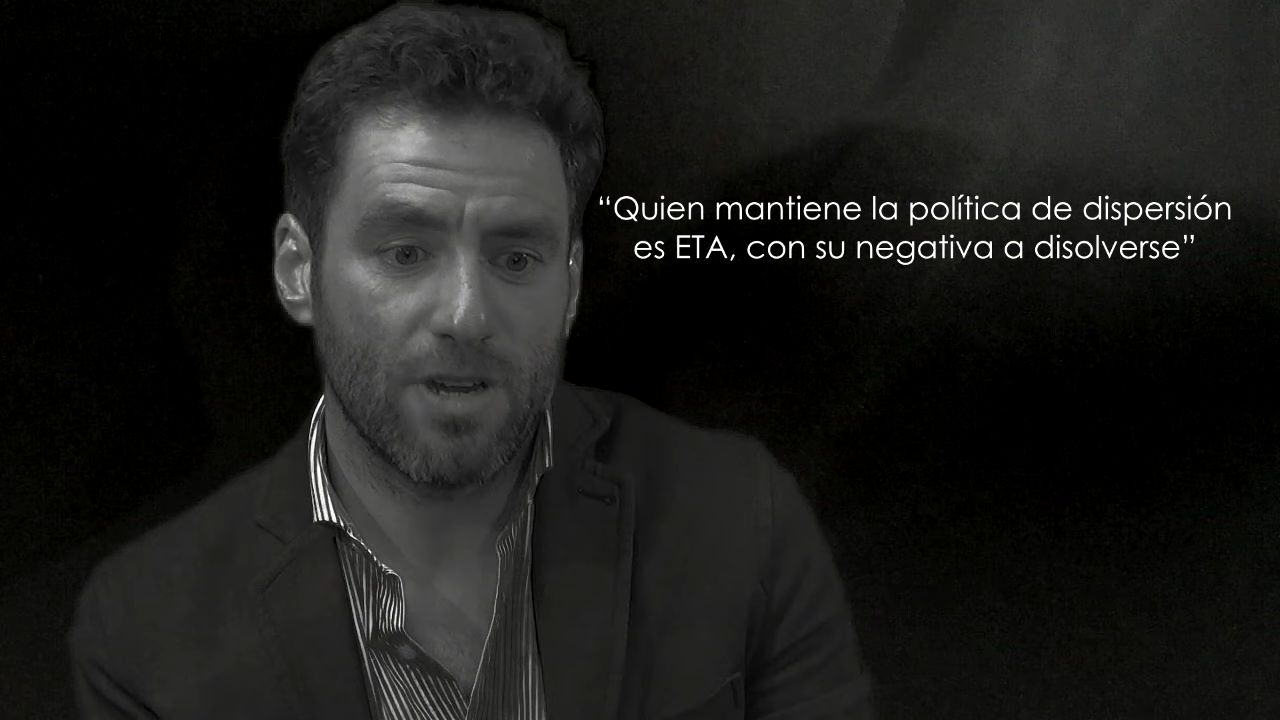 “Quien mantiene la política de dispersión
es ETA, con su negativa a disolverse”